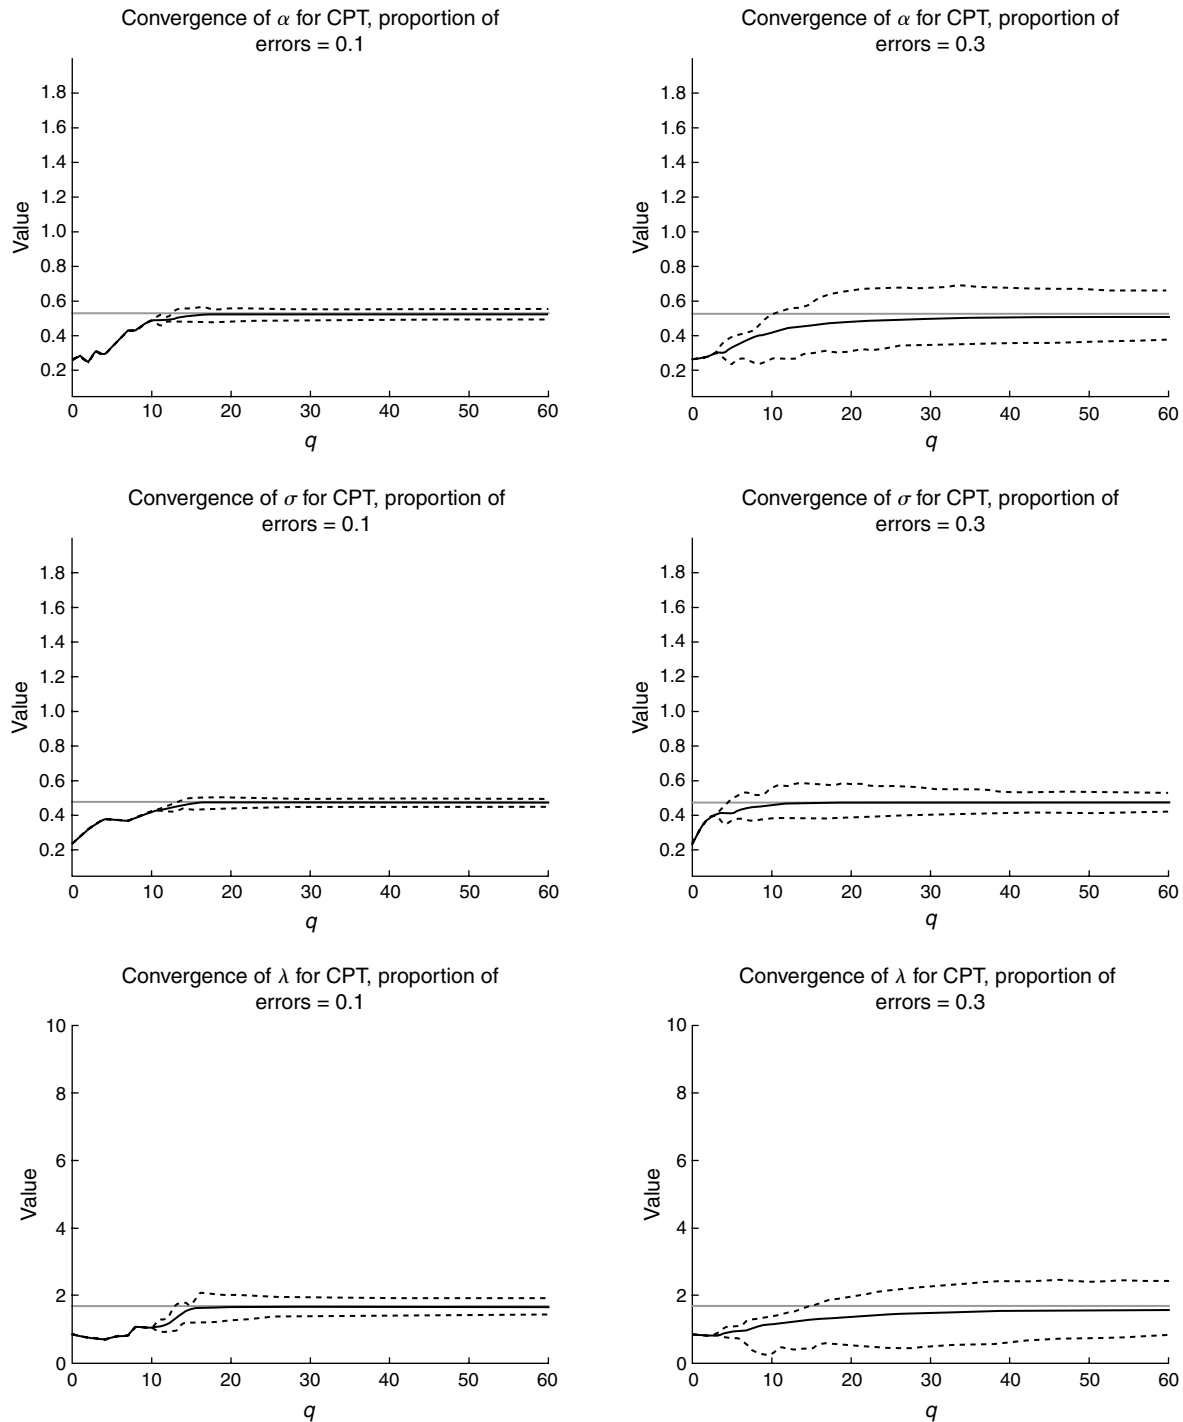 Convergence of α for CPT, proportion of
errors = 0.1
Value
1.8
1.6
1.4
1.2
1.0
0.8
0.6
0.4
0.2
0 10 20 30 40 50 60
q
Convergence of α for CPT, proportion of
errors = 0.3
Value
1.8
1.6
1.4
1.2
1.0
0.8
0.6
0.4
0.2
0 10 20 30 40 50 60
q
Convergence of σ for CPT, proportion of
errors = 0.1
Value
1.8
1.6
1.4
1.2
1.0
0.8
0.6
0.4
0.2
0 10 20 30 40 50 60
q
Convergence of σ for CPT, proportion of
errors = 0.3
Value
1.8
1.6
1.4
1.2
1.0
0.8
0.6
0.4
0.2
0 10 20 30 40 50 60
q
Convergence of λ for CPT, proportion of
errors = 0.1
Value
10
8
6
4
2
0
0 10 20 30 40 50 60
q
Convergence of λ for CPT, proportion of
errors = 0.3
Value
10
8
6
4
2
0
0 10 20 30 40 50 60
q